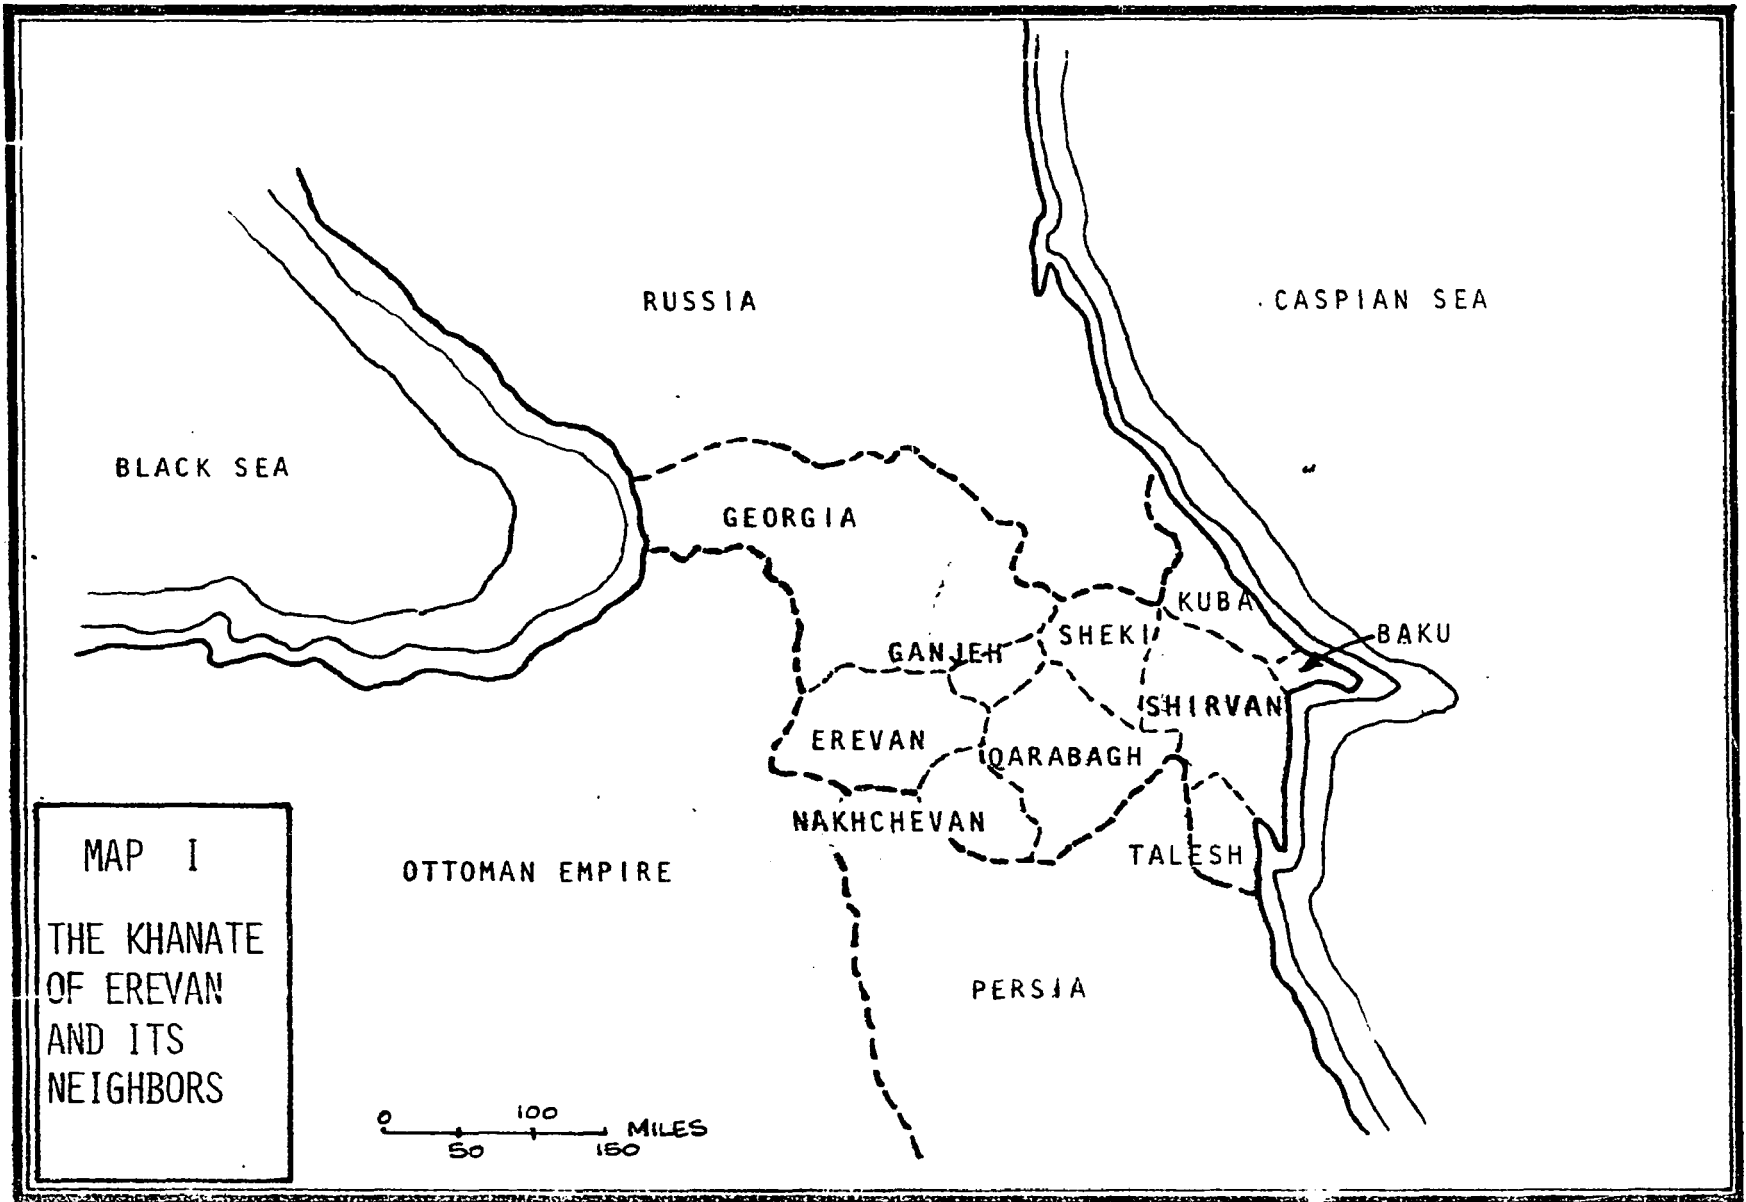 RUSSIA
CASPIAN SEA
BLACK SEA
GEORGIA
KUBA
SHEKI
BAKU
GANJEH
SHIRVAN
EREVAN
QARABAGH
NAKHCHEVAN
TALESH
OTTOMAN EMPIRE
PERSIA
MAP I
THE KHANATE
OF EREVAN
AND ITS
NEIGHBORS
0 100 MILES
50 150